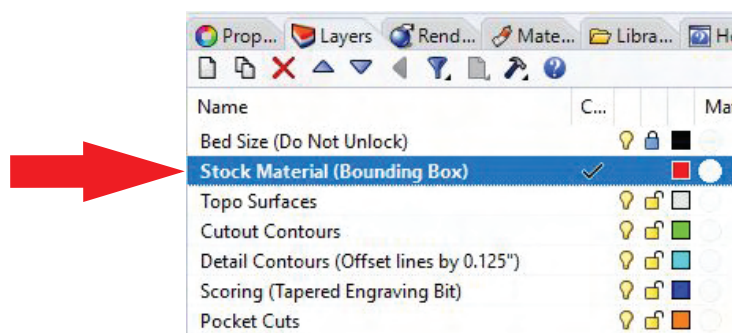 Prop... Layers Rend... Mate... Libra... H
Name C... Ma
Bed Size (Do Not Unlock)
Stock Material (Bounding Box)
Topo Surfaces
Cutout Contours
Detail Contours (Offset lines by 0.125")
Scoring (Tapered Engraving Bit)
Pocket Cuts